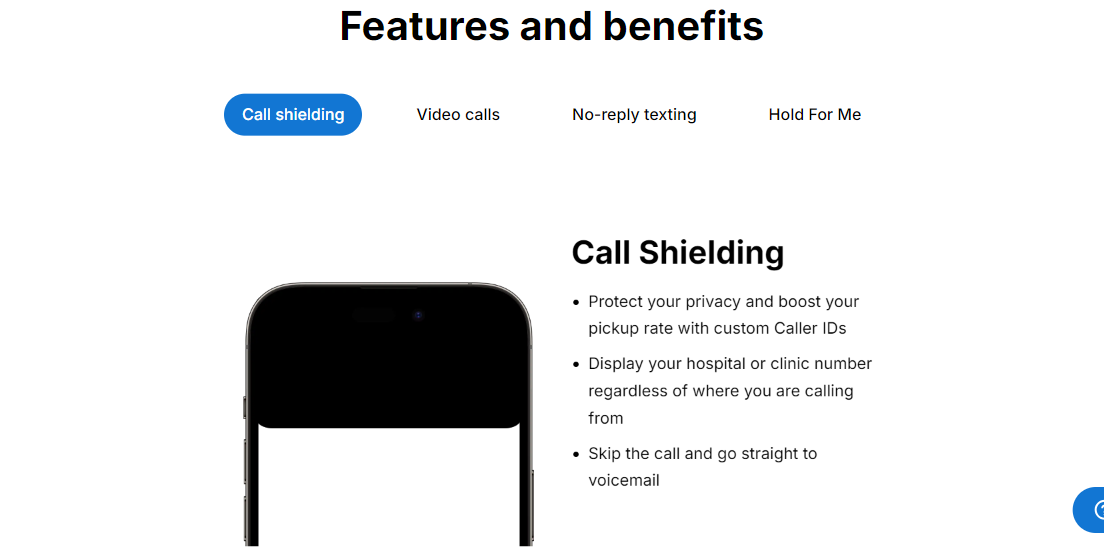 Features and benefits
Call shielding
Video calls
No-reply texting
Hold For Me
Call Shielding
• Protect your privacy and boost your
pickup rate with custom Caller IDs
• Display your hospital or clinic number
regardless of where you are calling
from
• Skip the call and go straight to
voicemail